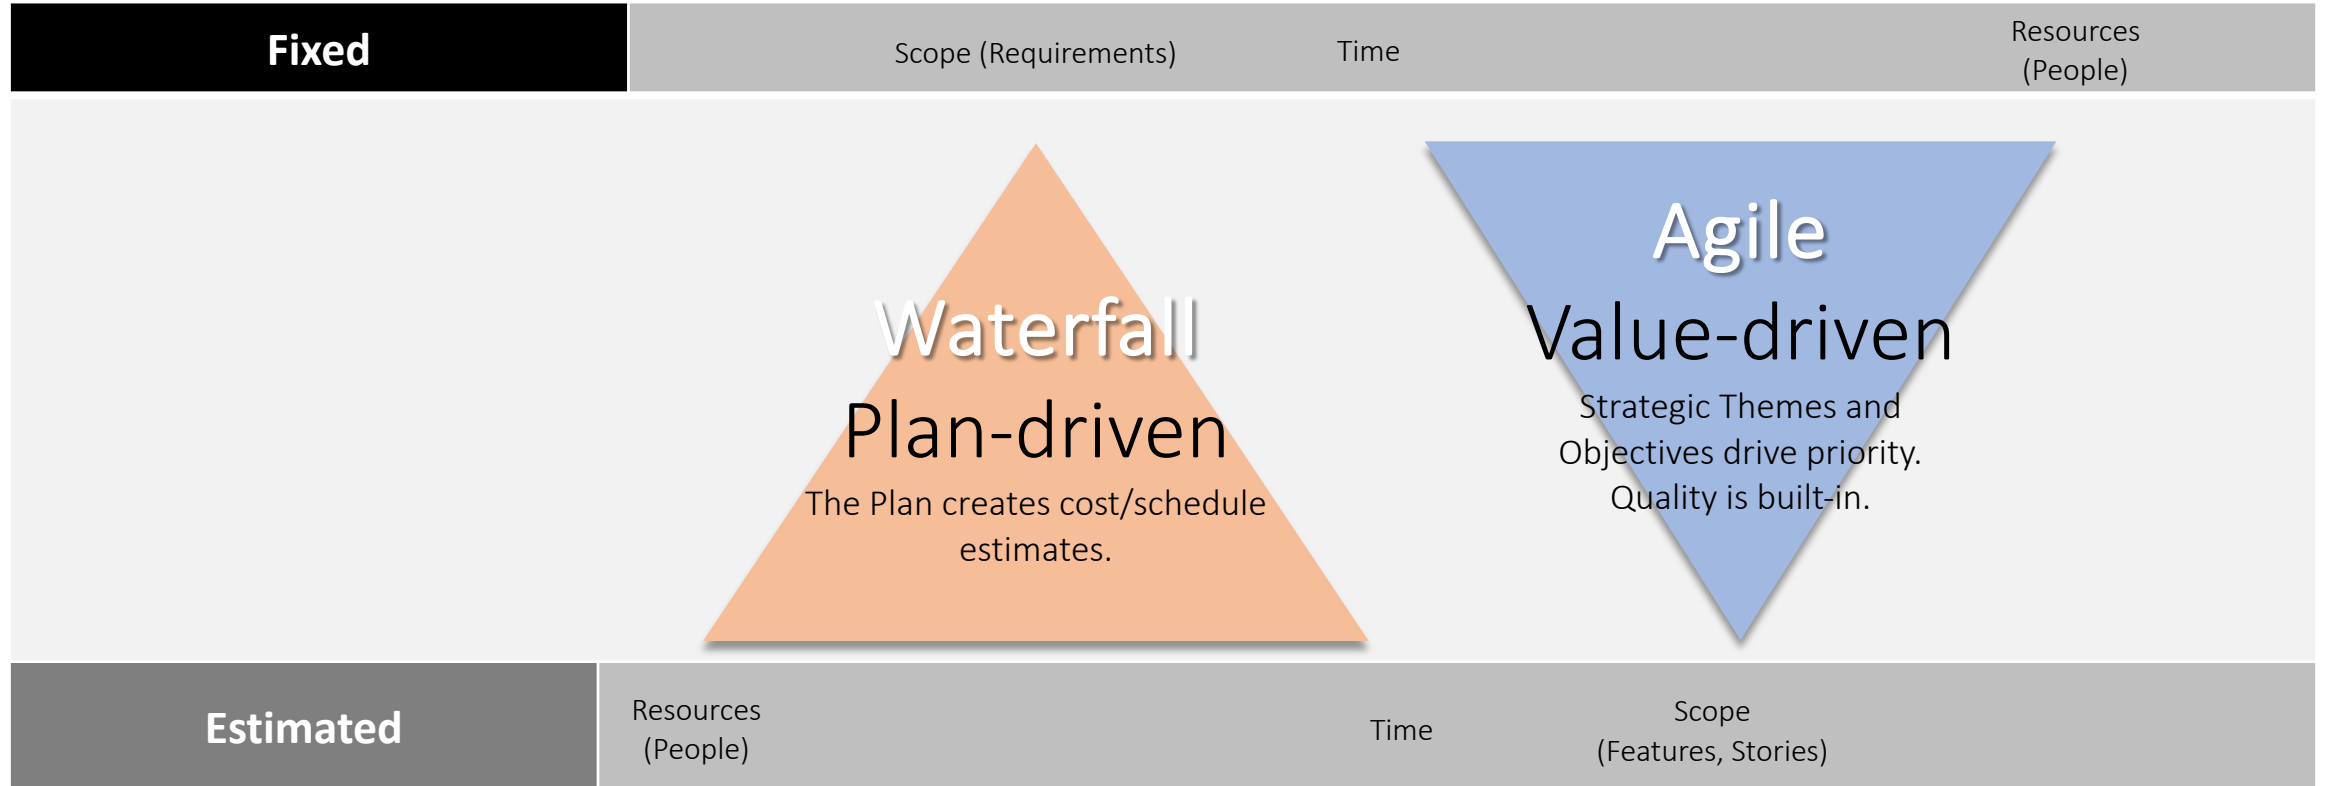 Fixed
Scope (Requirements)
Time
Resources
(People)
Waterfall
Plan-driven
The Plan creates cost/schedule
estimates.
Agile
Value-driven
Strategic Themes and
Objectives drive priority.
Quality is built-in.
Estimated
Resources
(People)
Time
Scope
(Features, Stories)